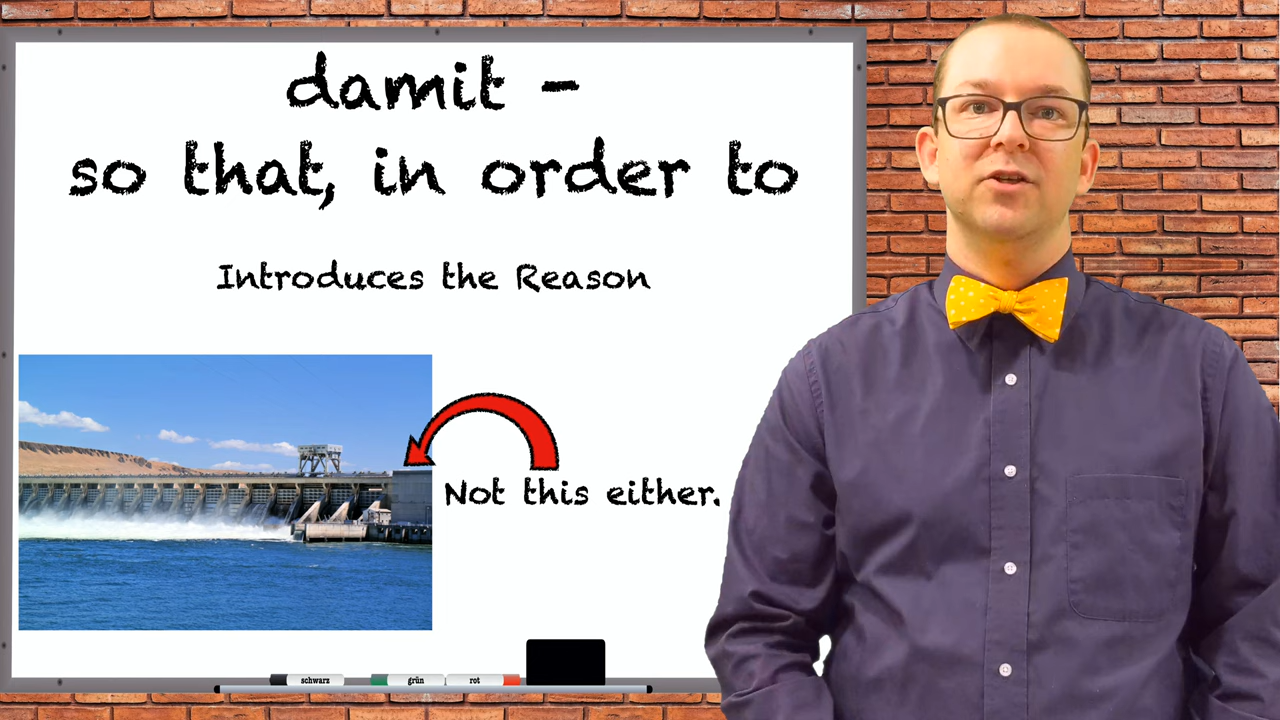 damit -
so that, in order to
Introduces the Reason
Not this either.
schwarz
grün
rot